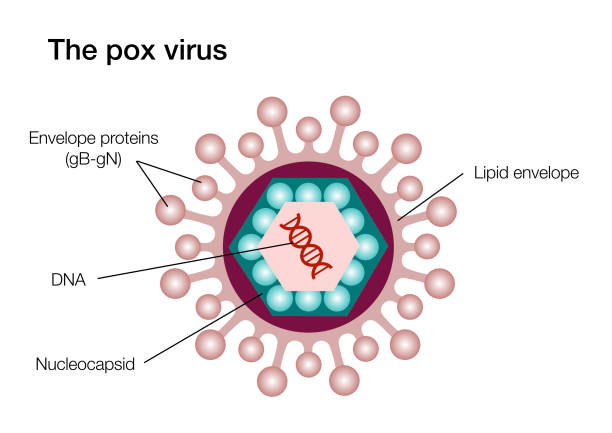 The pox virus
Envelope proteins
(gB-gN)
Lipid envelope
DNA
Nucleocapsid